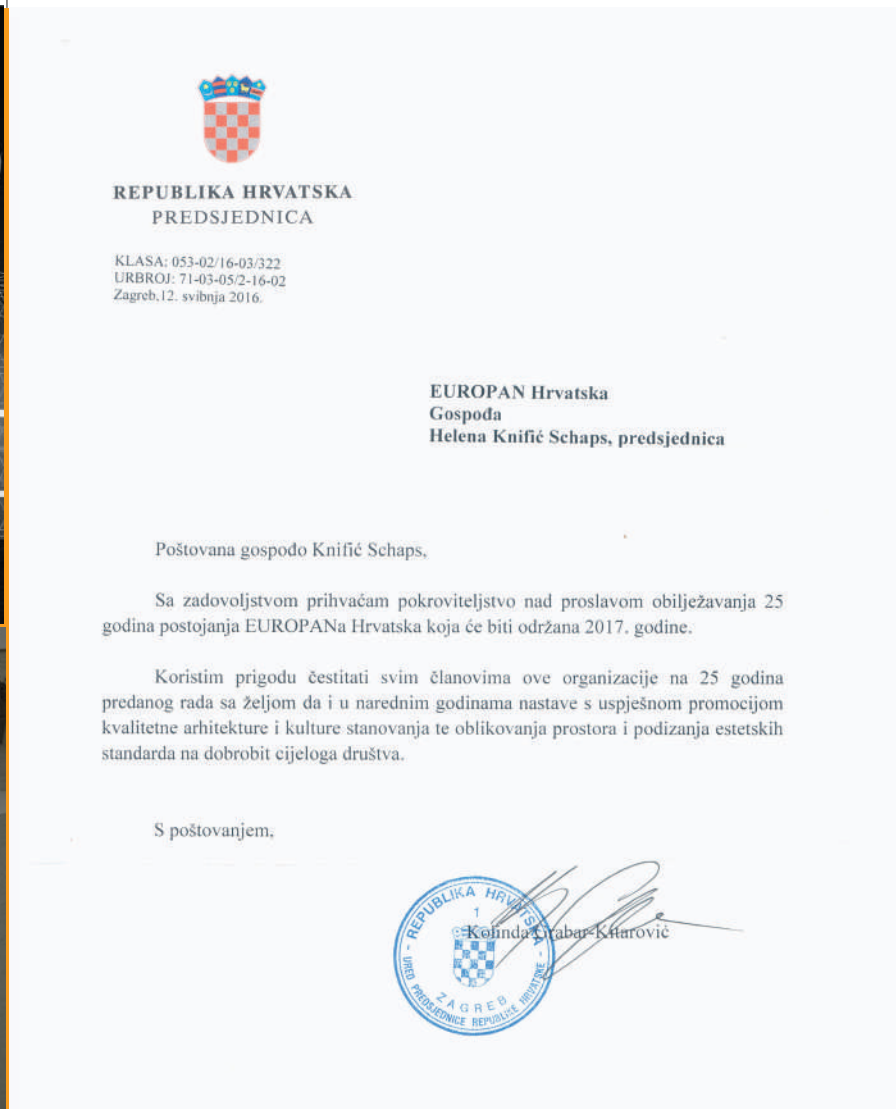 REPUBLIKA HRVATSKA
PREDSJEDNICA
KLASA: 053-02/16-03/322
URBROJ: 71-03-05/2-16-02
Zagreb,12. svibnja 2016.
EUROPAN Hrvatska
Gospođa
Helena Knifić Schaps, predsjednica
Poštovana gospođo Knifić Schaps,
Sa zadovoljstvom prihvaćam pokroviteljstvo nad proslavom obilježavanja 25
godina postojanja EUROPANa Hrvatska koja će biti održana 2017. godine.
Koristim prigodu čestitati svim članovima ove organizacije na 25 godina
predanog rada sa željom da i u narednim godinama nastave s uspješnom promocijom
kvalitetne arhitekture i kulture stanovanja te oblikovanja prostora i podizanja estetskih
standarda na dobrobit cijeloga društva.
S poštovanjem,
Kolinda Grabar-Kitarović
- REPUBLIKA HRVATSKA -
1
ZAGREB
URED PREDSJEDNICE REPUBLIKE HRVATSKE